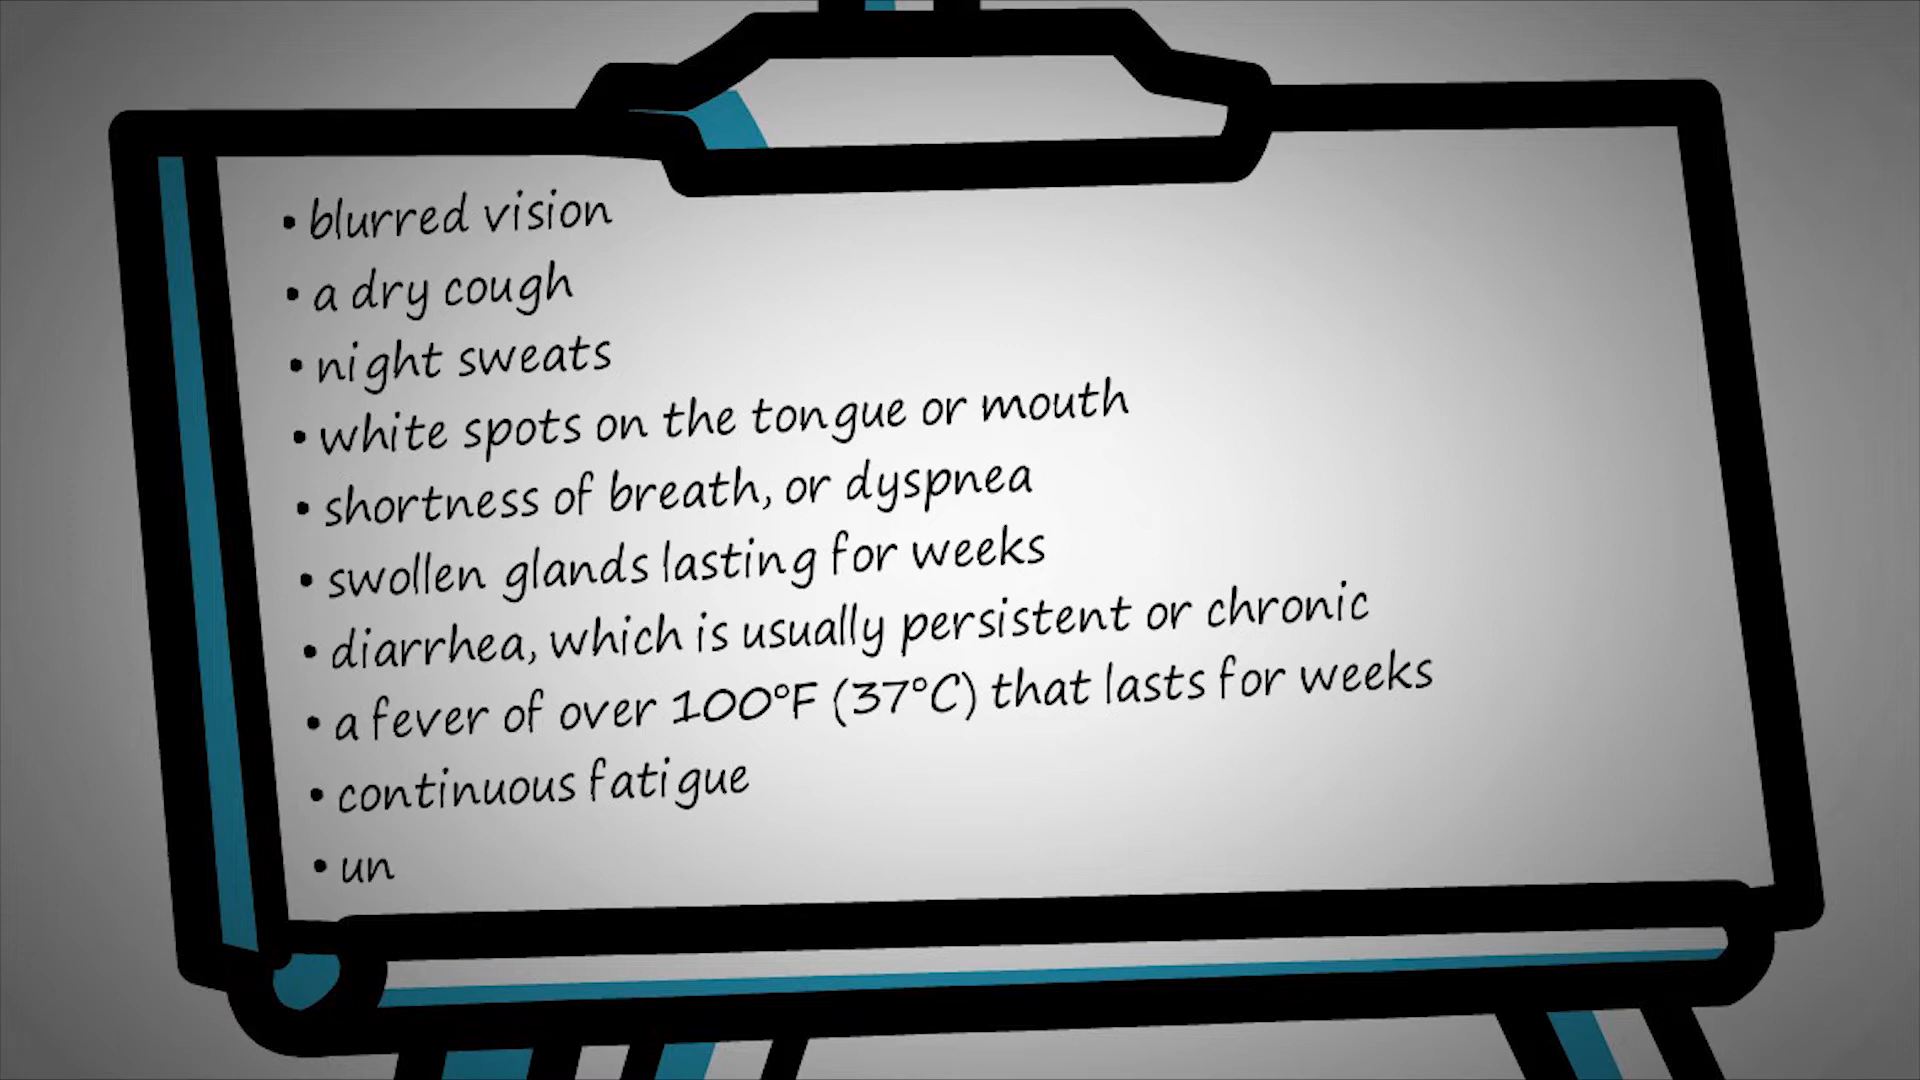 • blurred vision
• a dry cough
• night sweats
• white spots on the tongue or mouth
• shortness of breath, or dyspnea
• swollen glands lasting for weeks
• diarrhea, which is usually persistent or chronic
• a fever of over 100°F (37°C) that lasts for weeks
• continuous fatigue
• un